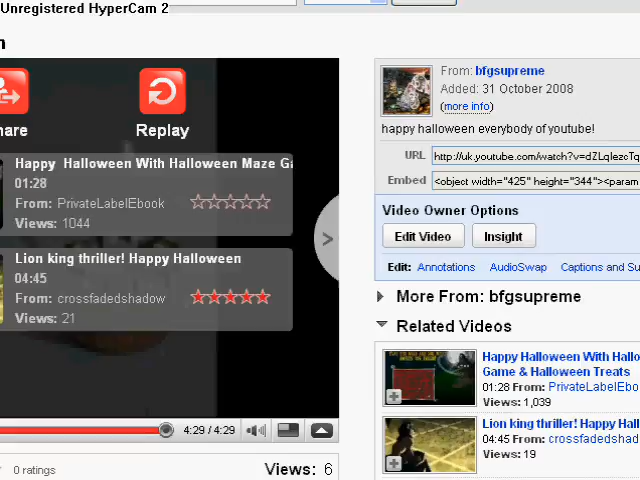 Unregistered HyperCam 2
hare
Replay
Happy Halloween With Halloween Maze Ga
01:28
From: PrivateLabelEbook
Views: 1044
Lion king thriller! Happy Halloween
04:45
From: crossfadedshadow
Views: 21
4:29 / 4:29
0 ratings
Views: 6
From: bfgsupreme
Added: 31 October 2008
(more info)
happy halloween everybody of youtube!
URL http://uk.youtube.com/watch?v=dZLqlezcTq
Embed <object width="425" height="344"><param
Video Owner Options
Edit Video
Insight
Edit: Annotations AudioSwap Captions and Su
More From: bfgsupreme
Related Videos
Happy Halloween With Hallo
Game & Halloween Treats
01:28 From: PrivateLabelEbo
Views: 1,039
Lion king thriller! Happy Hall
04:45 From: crossfadedshad
Views: 19